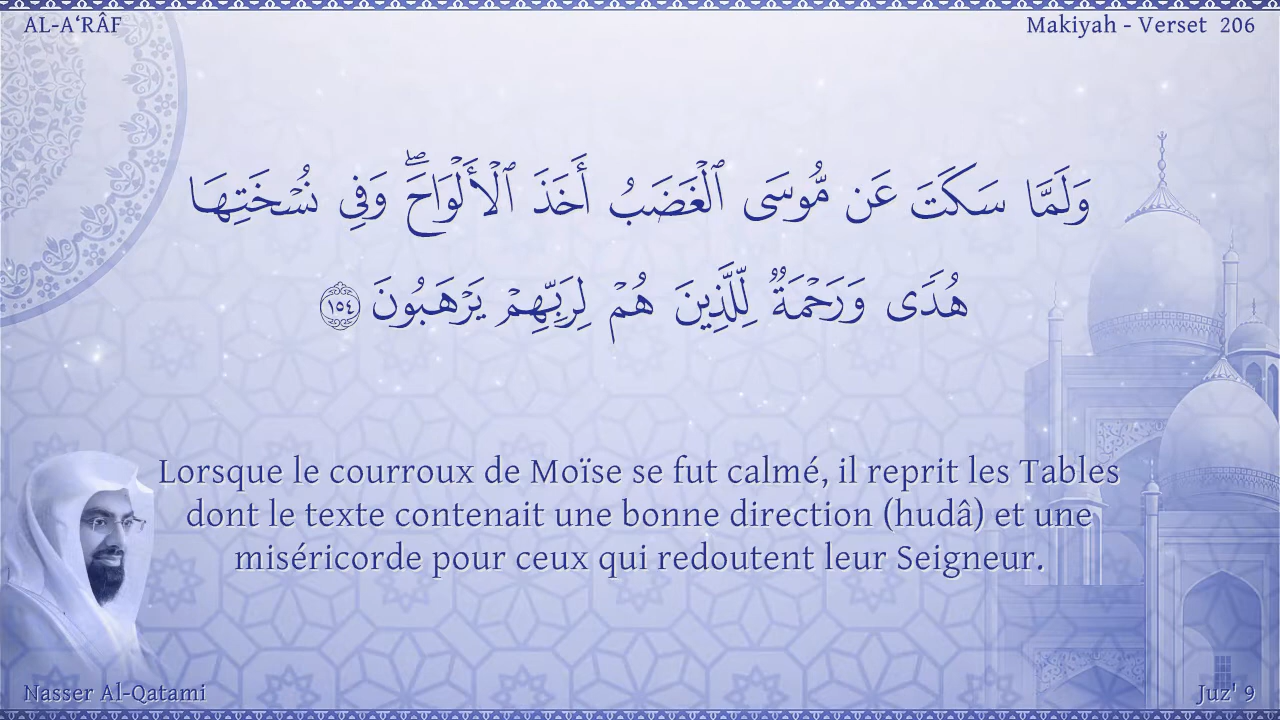 AL-A‘RÂF
Makiyah - Verset 206
وَلَمَّا سَكَتَ عَن مُّوسَى ٱلْغَضَبُ أَخَذَ ٱلْأَلْوَاحَ ۖ وَفِى نُسْخَتِهَا
هُدًى وَرَحْمَةٌ لِّلَّذِينَ هُمْ لِرَبِّهِمْ يَرْهَبُونَ ١٥٤
Lorsque le courroux de Moïse se fut calmé, il reprit les Tables
dont le texte contenait une bonne direction (hudâ) et une
miséricorde pour ceux qui redoutent leur Seigneur.
Nasser Al-Qatami
Juz' 9